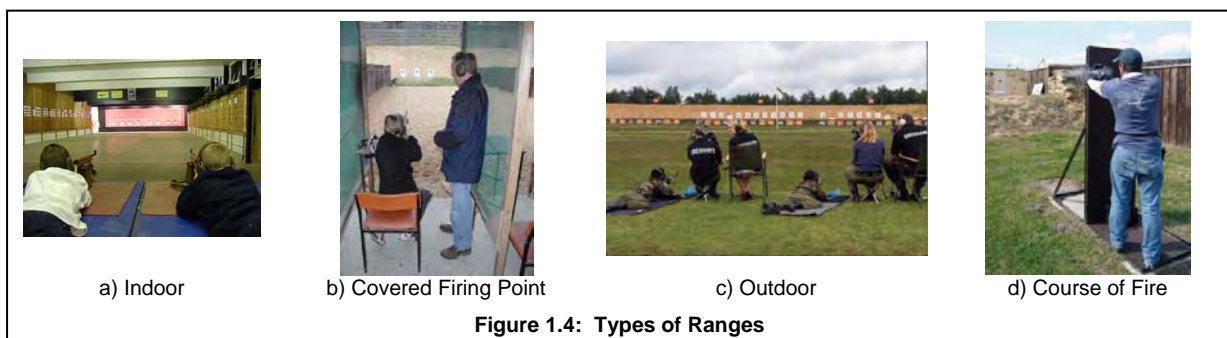 a) Indoor
b) Covered Firing Point
c) Outdoor
d) Course of Fire
Figure 1.4:  Types of Ranges